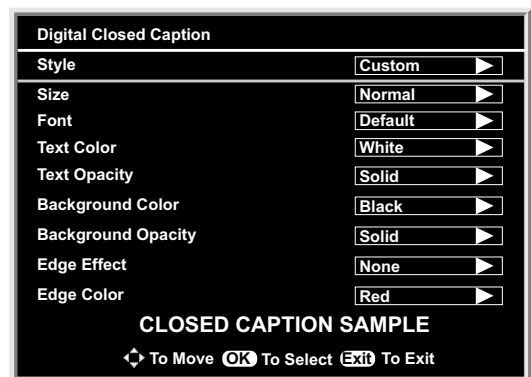 Digital Closed Caption
Style Custom
Size Normal
Font Default
Text Color White
Text Opacity Solid
Background Color Black
Background Opacity Solid
Edge Effect None
Edge Color Red
CLOSED CAPTION SAMPLE
To Move OK To Select Exit To Exit